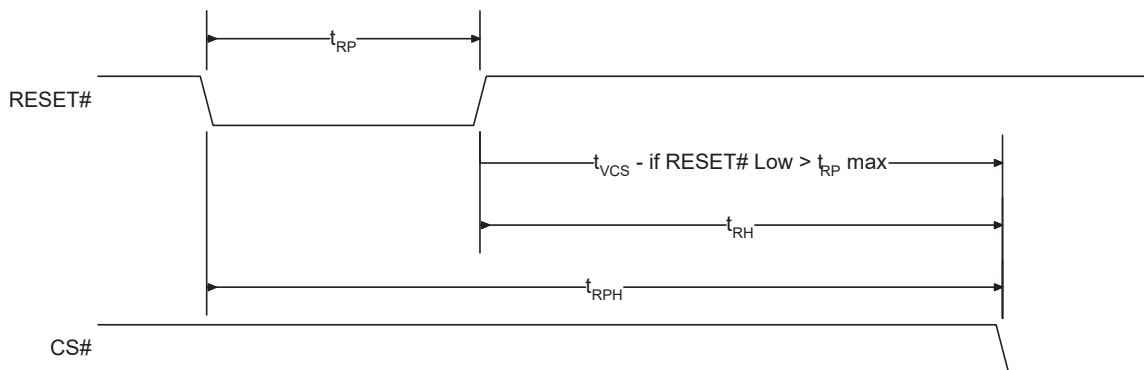 tRP
RESET#
tVCS - if RESET# Low > tRP max
tRH
tRPH
CS#